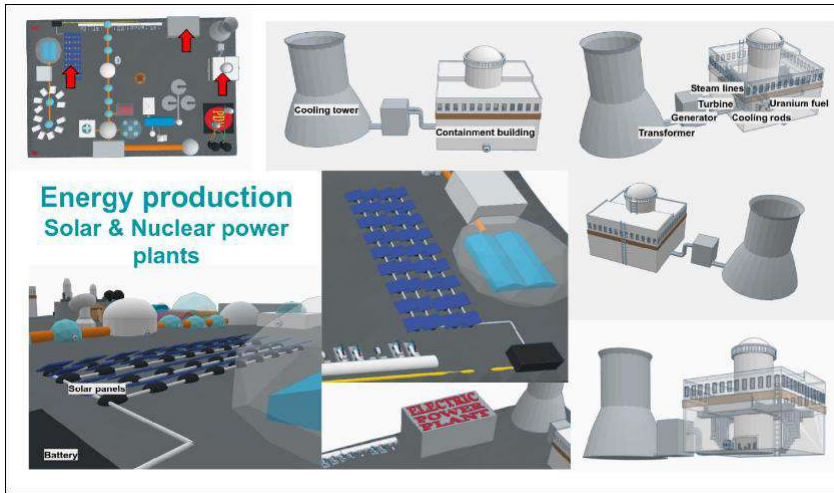 Cooling tower
Containment building
Steam lines
Turbine
Uranium fuel
Generator
Cooling rods
Transformer
Energy production
Solar & Nuclear power
plants
Solar panels
Battery
ELECTRIC
POWER
PLANT